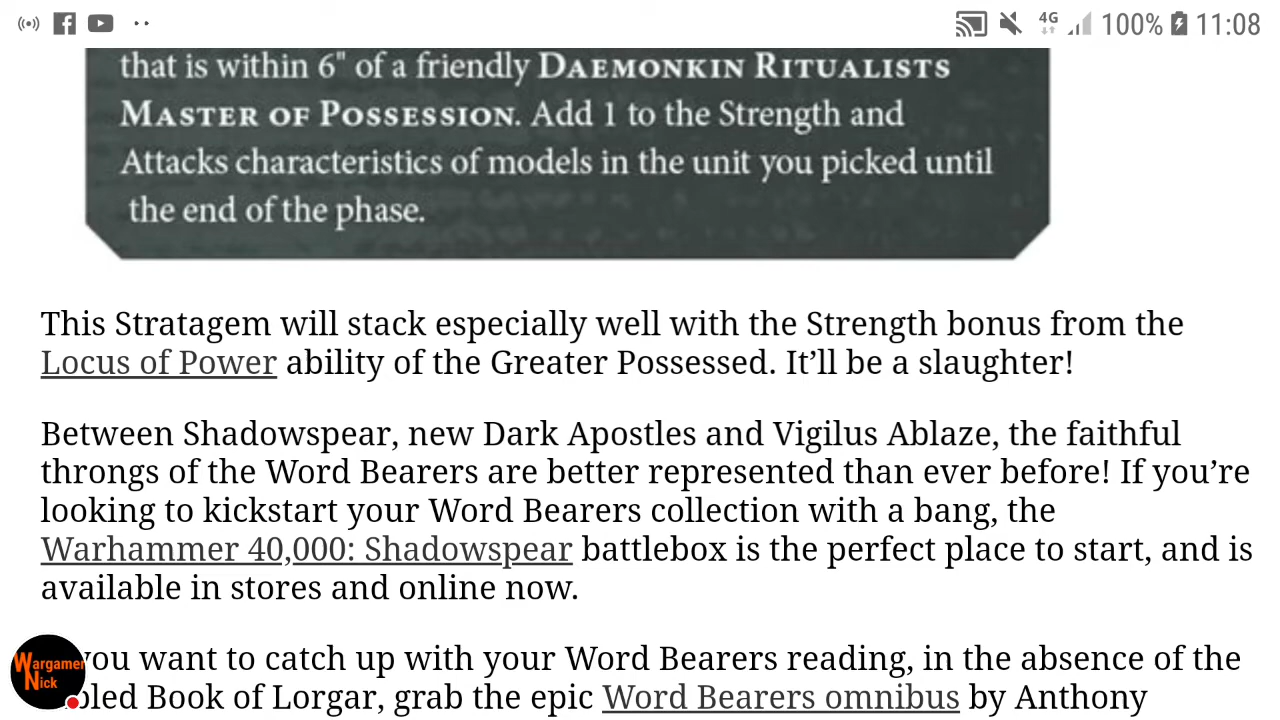 4G 100% 11:08
that is within 6" of a friendly DAEMONKIN RITUALISTS
MASTER OF POSSESSION. Add 1 to the Strength and
Attacks characteristics of models in the unit you picked until
the end of the phase.
This Stratagem will stack especially well with the Strength bonus from the
Locus of Power ability of the Greater Possessed. It’ll be a slaughter!
Between Shadowspear, new Dark Apostles and Vigilus Ablaze, the faithful
throngs of the Word Bearers are better represented than ever before! If you’re
looking to kickstart your Word Bearers collection with a bang, the
Warhammer 40,000: Shadowspear battlebox is the perfect place to start, and is
available in stores and online now.
you want to catch up with your Word Bearers reading, in the absence of the
Book of Lorgar, grab the epic Word Bearers omnibus by Anthony
Wargamer
Nick